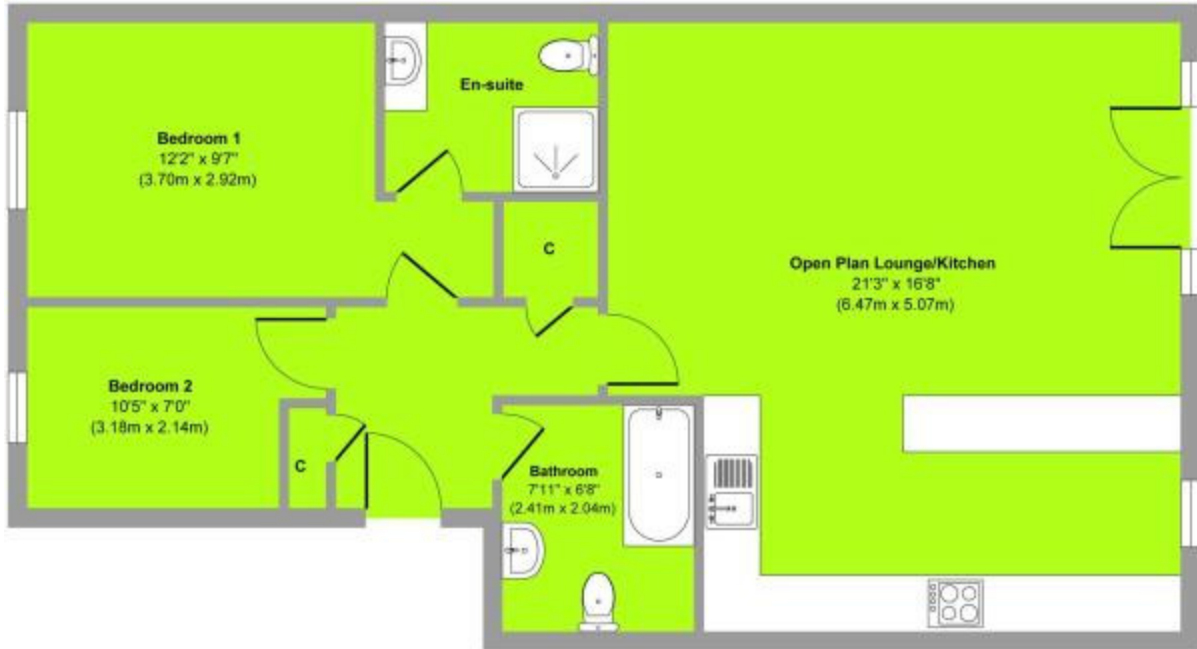 En-suite
Bedroom 1
12'2" x 9'7"
(3.70m x 2.92m)
C
Open Plan Lounge/Kitchen
21'3" x 16'8"
(6.47m x 5.07m)
Bedroom 2
10'5" x 7'0"
(3.18m x 2.14m)
C
Bathroom
7'11" x 6'8"
(2.41m x 2.04m)